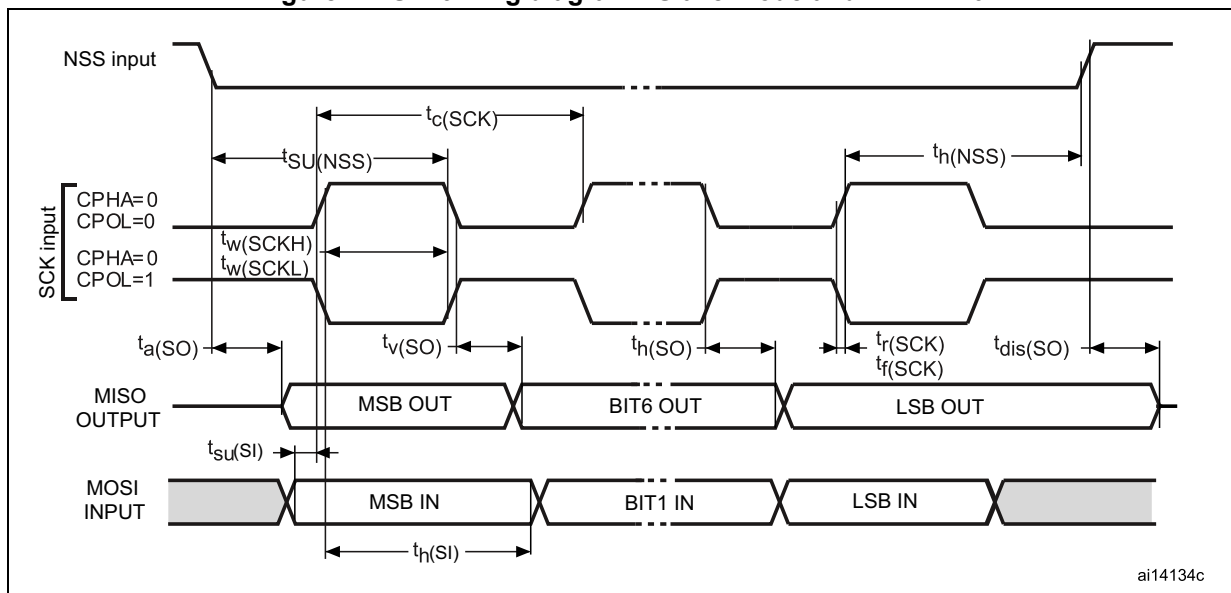 NSS input
tc(SCK)
tSU(NSS)
th(NSS)
SCK input
CPHA=0
CPOL=0
tw(SCKH)
CPHA=0
tw(SCKL)
CPOL=1
ta(SO)
tv(SO)
th(SO)
tr(SCK)
tf(SCK)
tdis(SO)
MISO
OUTPUT
MSB OUT
BIT6 OUT
LSB OUT
tsu(SI)
MOSI
INPUT
MSB IN
BIT1 IN
LSB IN
th(SI)
ai14134c